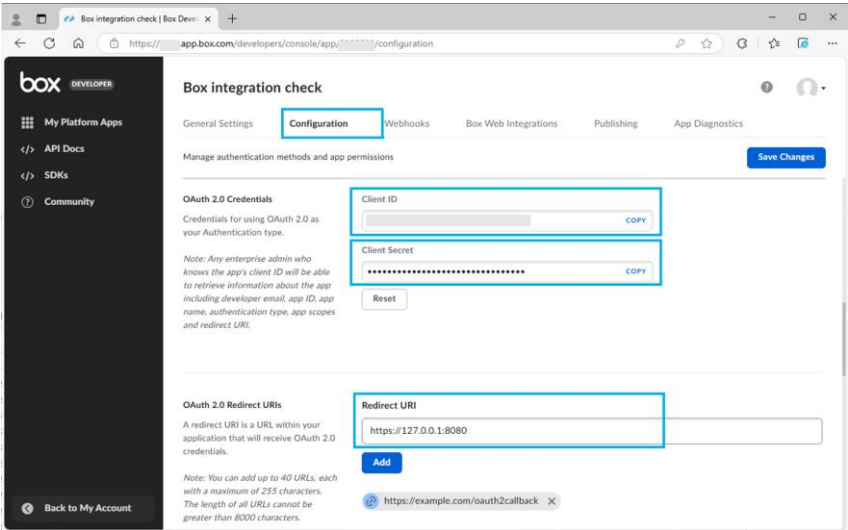 Box integration check | Box Devel
https://
app.box.com/developers/console/app/
/configuration
box DEVELOPER
Box integration check
My Platform Apps
General Settings Configuration Webhooks Box Web Integrations Publishing App Diagnostics
API Docs
Manage authentication methods and app permissions
Save Changes
SDKs
Community
OAuth 2.0 Credentials
Credentials for using OAuth 2.0 as
your Authentication type.
Note: Any enterprise admin who
knows the app's client ID will be able
to retrieve information about the app
including developer email, app ID, app
name, authentication type, app scopes
and redirect URI.
Client ID
COPY
Client Secret
••••••••••••••••••••••••••••••••
COPY
Reset
OAuth 2.0 Redirect URIs
A redirect URI is a URL within your
application that will receive OAuth 2.0
credentials.
Note: You can add up to 40 URLs, each
with a maximum of 255 characters.
The length of all URLs cannot be
greater than 8000 characters.
Redirect URI
https://127.0.0.1:8080
Add
https://example.com/oauth2callback
Back to My Account